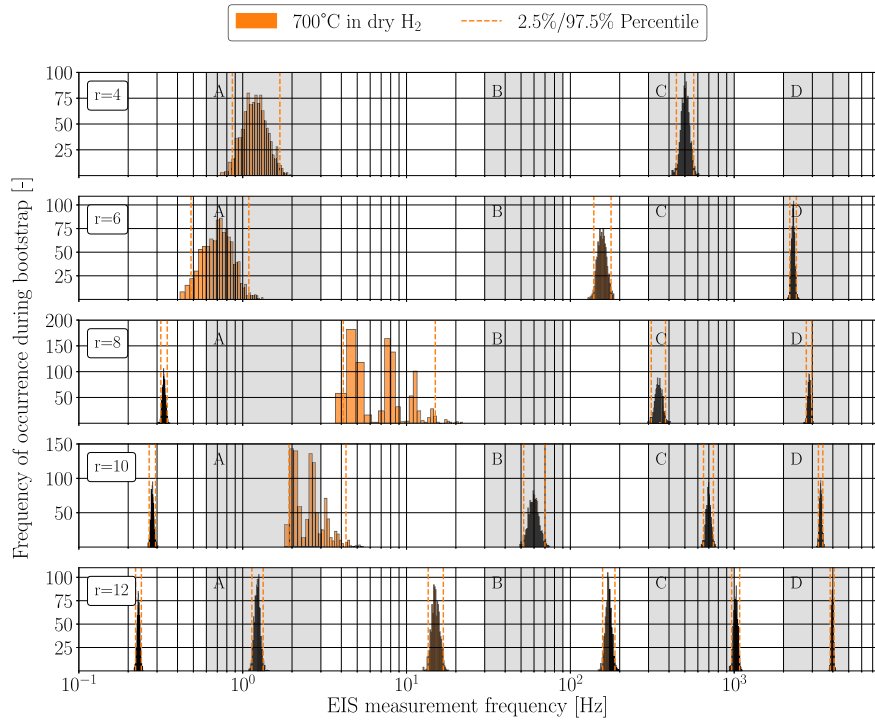 700°C in dry H₂ 2.5%/97.5% Percentile
Frequency of occurrence during bootstrap [-]
100
75
50
25
r=4
A B C D
100
75
50
25
r=6
A B C D
200
150
100
50
r=8
A B C D
150
100
50
r=10
A B C D
100
75
50
25
r=12
A B C D
10⁻¹ 10⁰ 10¹ 10² 10³
EIS measurement frequency [Hz]